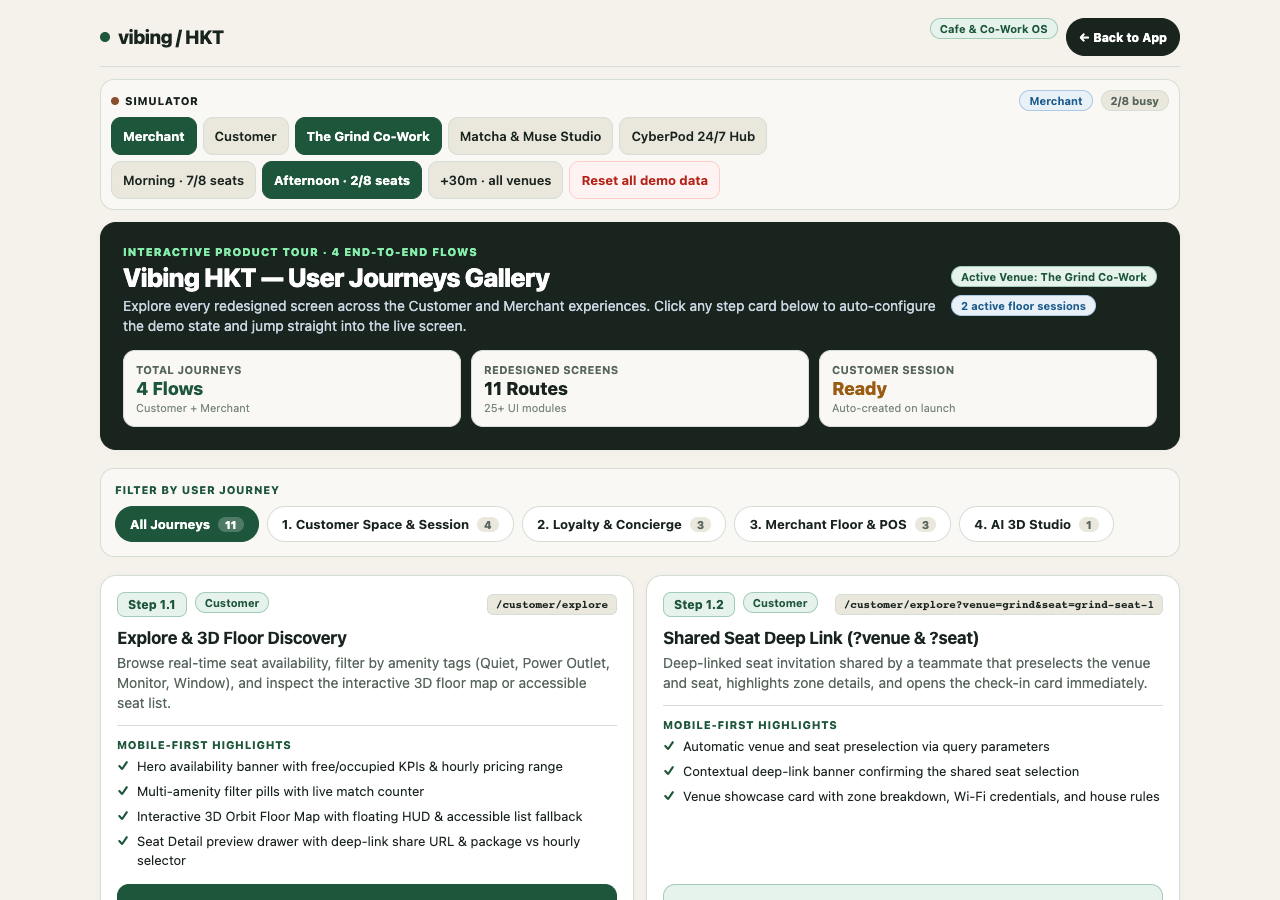 vibing / HKT
Cafe & Co-Work OS
← Back to App
SIMULATOR
Merchant
2/8 busy
Merchant
Customer
The Grind Co-Work
Matcha & Muse Studio
CyberPod 24/7 Hub
Morning · 7/8 seats
Afternoon · 2/8 seats
+30m · all venues
Reset all demo data
INTERACTIVE PRODUCT TOUR · 4 END-TO-END FLOWS
Vibing HKT — User Journeys Gallery
Explore every redesigned screen across the Customer and Merchant experiences. Click any step card below to auto-configure
the demo state and jump straight into the live screen.
Active Venue: The Grind Co-Work
2 active floor sessions
TOTAL JOURNEYS
4 Flows
Customer + Merchant
REDESIGNED SCREENS
11 Routes
25+ UI modules
CUSTOMER SESSION
Ready
Auto-created on launch
FILTER BY USER JOURNEY
All Journeys 11
1. Customer Space & Session 4
2. Loyalty & Concierge 3
3. Merchant Floor & POS 3
4. AI 3D Studio 1
Step 1.1
Customer
/customer/explore
Explore & 3D Floor Discovery
Browse real-time seat availability, filter by amenity tags (Quiet, Power Outlet,
Monitor, Window), and inspect the interactive 3D floor map or accessible
seat list.
MOBILE-FIRST HIGHLIGHTS
Hero availability banner with free/occupied KPIs & hourly pricing range
Multi-amenity filter pills with live match counter
Interactive 3D Orbit Floor Map with floating HUD & accessible list fallback
Seat Detail preview drawer with deep-link share URL & package vs hourly
selector
Step 1.2
Customer
/customer/explore?venue=grind&seat=grind-seat-1
Shared Seat Deep Link (?venue & ?seat)
Deep-linked seat invitation shared by a teammate that preselects the venue
and seat, highlights zone details, and opens the check-in card immediately.
MOBILE-FIRST HIGHLIGHTS
Automatic venue and seat preselection via query parameters
Contextual deep-link banner confirming the shared seat selection
Venue showcase card with zone breakdown, Wi-Fi credentials, and house rules